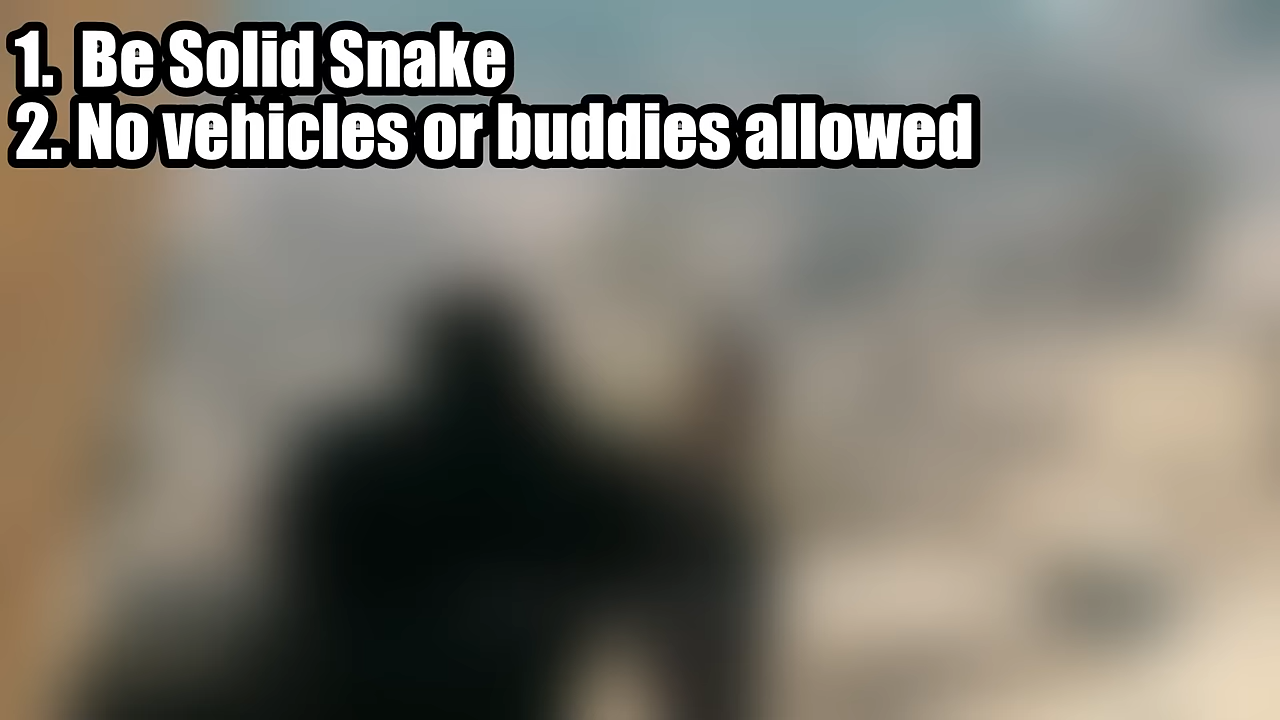 1. Be Solid Snake
2. No vehicles or buddies allowed